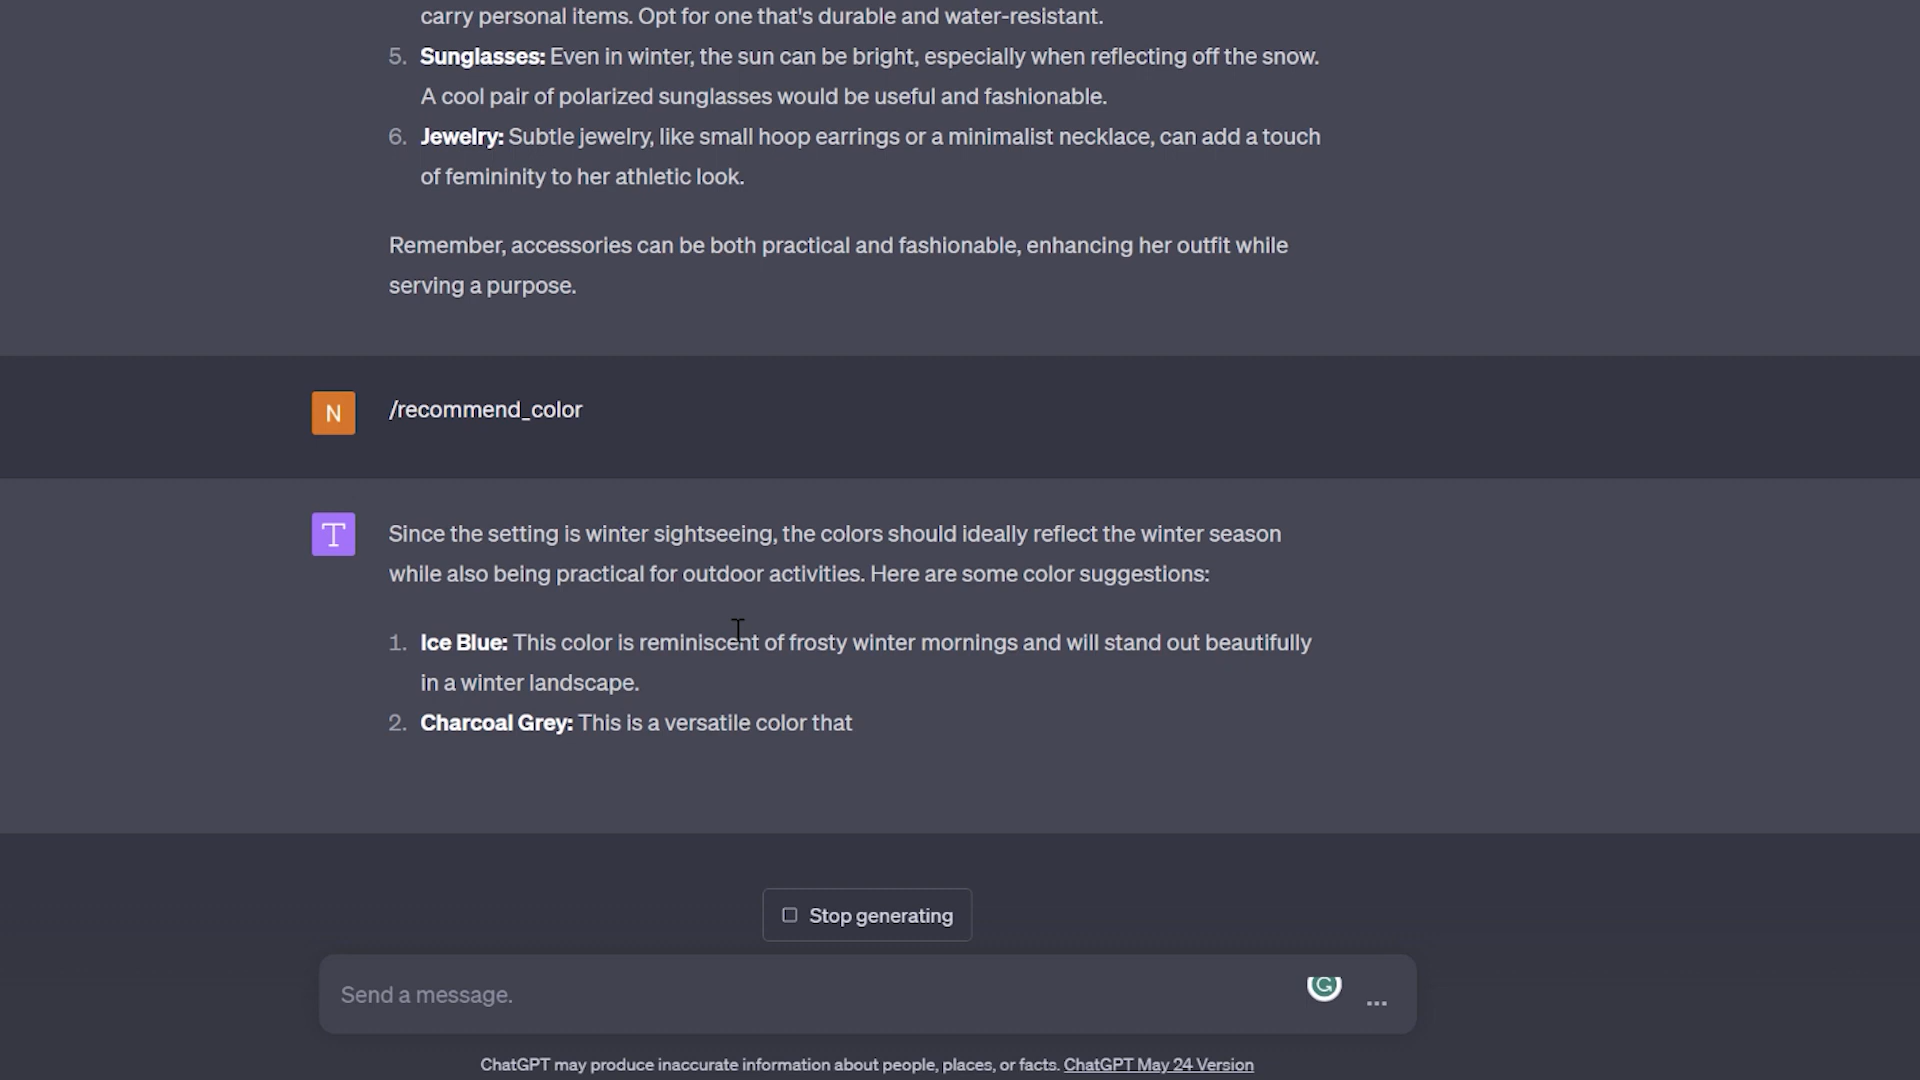 carry personal items. Opt for one that's durable and water-resistant.
5. Sunglasses: Even in winter, the sun can be bright, especially when reflecting off the snow.
A cool pair of polarized sunglasses would be useful and fashionable.
6. Jewelry: Subtle jewelry, like small hoop earrings or a minimalist necklace, can add a touch
of femininity to her athletic look.
Remember, accessories can be both practical and fashionable, enhancing her outfit while
serving a purpose.
N
/recommend_color
T
Since the setting is winter sightseeing, the colors should ideally reflect the winter season
while also being practical for outdoor activities. Here are some color suggestions:
1. Ice Blue: This color is reminiscent of frosty winter mornings and will stand out beautifully
in a winter landscape.
2. Charcoal Grey: This is a versatile color that
Stop generating
Send a message.
G
...
ChatGPT may produce inaccurate information about people, places, or facts. ChatGPT May 24 Version